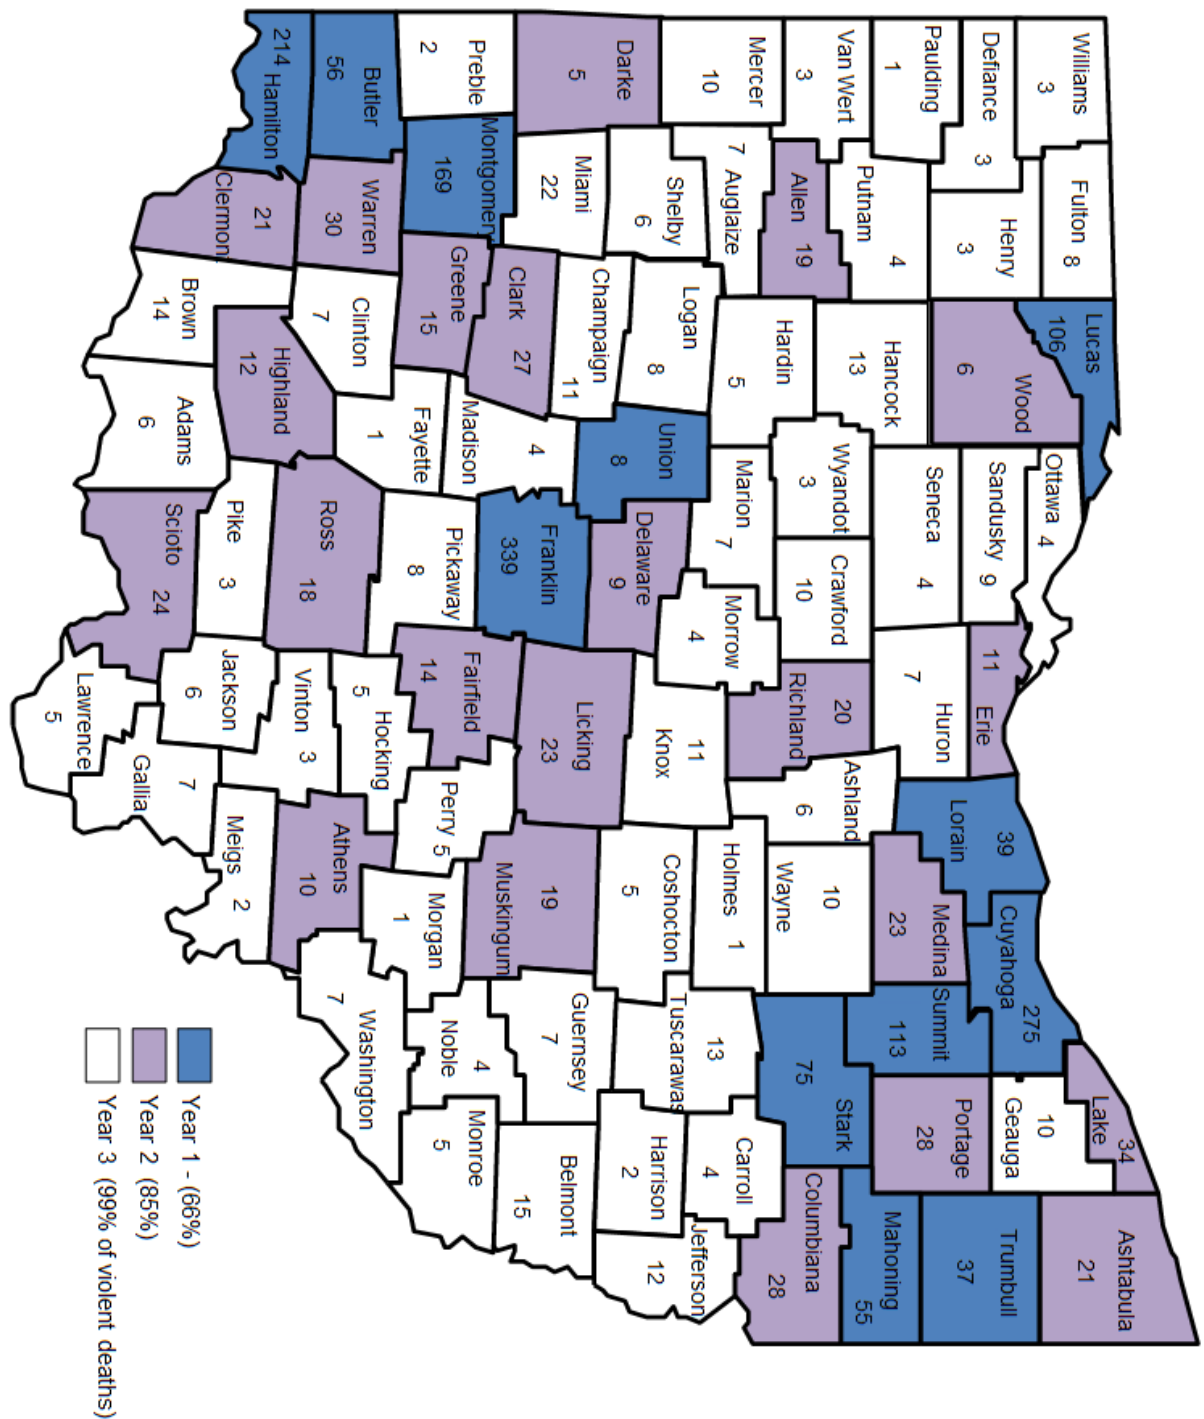 Williams
3
Fulton 8
Lucas
106
Ottawa 4
Defiance
3
Henry
3
Wood
6
Sandusky 9
Erie
11
Lorain
39
Cuyahoga
275
Lake
34
Geauga
10
Ashtabula
21
Trumbull
37
Paulding
1
Putnam
4
Hancock
13
Seneca
4
Huron
7
Medina
23
Summit
113
Portage
28
Mahoning
55
Van Wert
3
Allen 19
Wyandot
3
Crawford
10
Richland
20
Ashland
6
Wayne
10
Stark
75
Columbiana
28
Mercer
10
Auglaize
7
Hardin
5
Marion
7
Morrow
4
Knox
11
Holmes 1
Tuscarawas
13
Carroll
4
Jefferson
12
Darke
5
Shelby
6
Logan
8
Union
8
Delaware
9
Licking
23
Coshocton
5
Harrison
2
Miami
22
Champaign
11
Clark
27
Madison
4
Franklin
339
Muskingum
19
Guernsey
7
Belmont
15
Preble
2
Montgomery
169
Greene
15
Fayette
1
Pickaway
8
Fairfield
14
Perry 5
Morgan
1
Noble
4
Monroe
5
Butler
56
Warren
30
Clinton
7
Ross
18
Hocking
5
Athens
10
Washington
7
214 Hamilton
Clermont
21
Highland
12
Pike
3
Vinton 3
Meigs 2
Brown
14
Adams
6
Scioto
24
Jackson
6
Gallia
7
Lawrence
5
Year 1 - (66%)
Year 2 (85%)
Year 3 (99% of violent deaths)